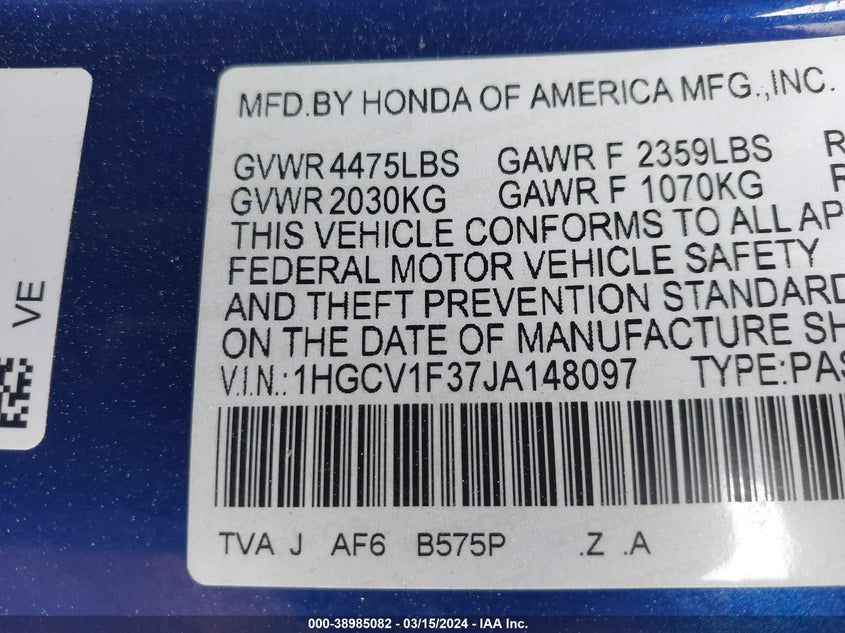 MFD.BY HONDA OF AMERICA MFG.,INC.
GVWR 4475LBS GAWR F 2359LBS R
GVWR 2030KG GAWR F 1070KG R
THIS VEHICLE CONFORMS TO ALL AP
FEDERAL MOTOR VEHICLE SAFETY
AND THEFT PREVENTION STANDARD
ON THE DATE OF MANUFACTURE SH
V.I.N.: 1HGCV1F37JA148097 TYPE:PAS
TVA J AF6 B575P .Z .A
VE
000-38985082 - 03/15/2024 - IAA Inc.